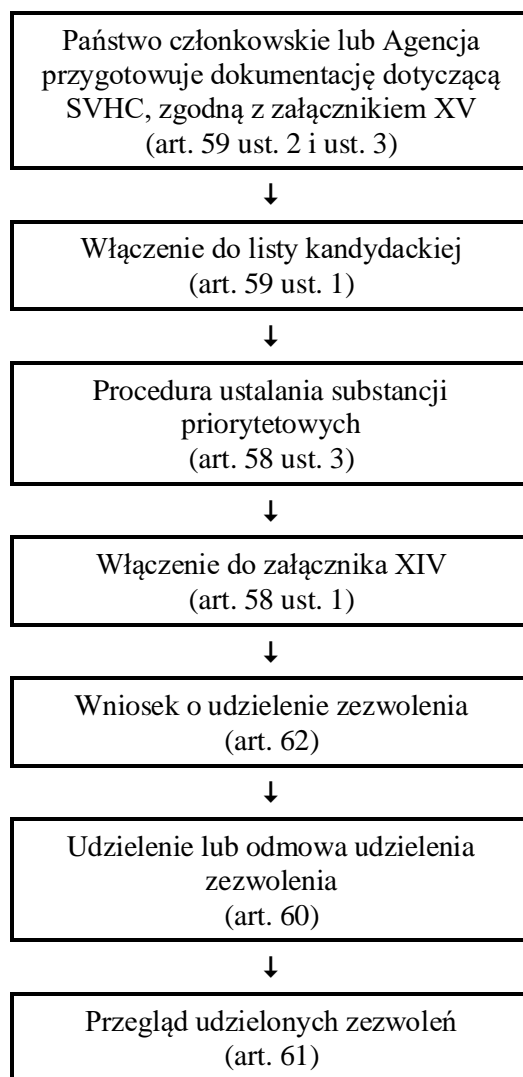 Państwo członkowskie lub Agencja
przygotowuje dokumentację dotyczącą
SVHC, zgodną z załącznikiem XV
(art. 59 ust. 2 i ust. 3)
Włączenie do listy kandydackiej
(art. 59 ust. 1)
Procedura ustalania substancji
priorytetowych
(art. 58 ust. 3)
Włączenie do załącznika XIV
(art. 58 ust. 1)
Wniosek o udzielenie zezwolenia
(art. 62)
Udzielenie lub odmowa udzielenia
zezwolenia
(art. 60)
Przegląd udzielonych zezwoleń
(art. 61)